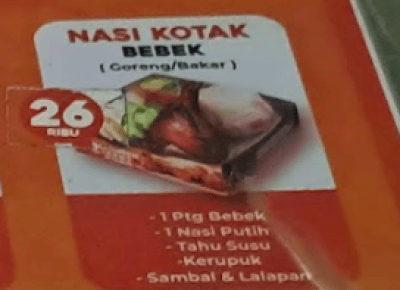 NASI KOTAK
BEBEK
( Goreng/Bakar )
26
RIBU
- 1 Ptg Bebek
- 1 Nasi Putih
- Tahu Susu
-Kerupuk
- Sambal & Lalapan